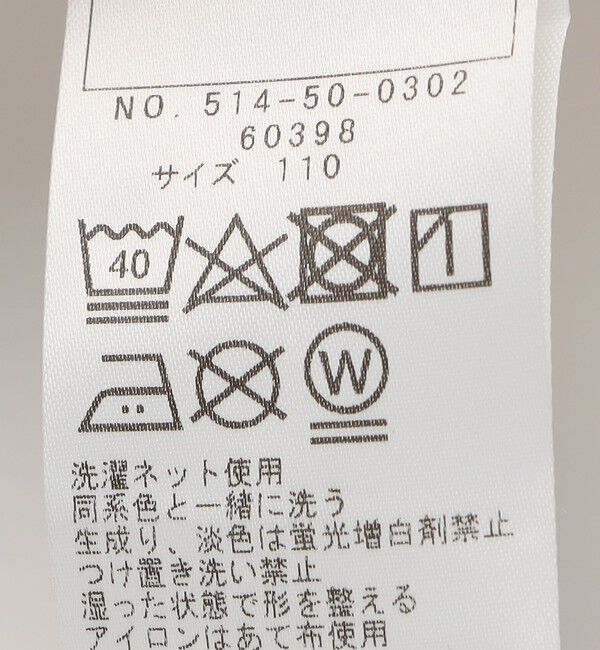 NO. 514-50-0302
60398
サイズ 110
40
W
洗濯ネット使用
同系色と一緒に洗う
生成り、淡色は蛍光増白剤禁止
つけ置き洗い禁止
湿った状態で形を整える
アイロンはあて布使用